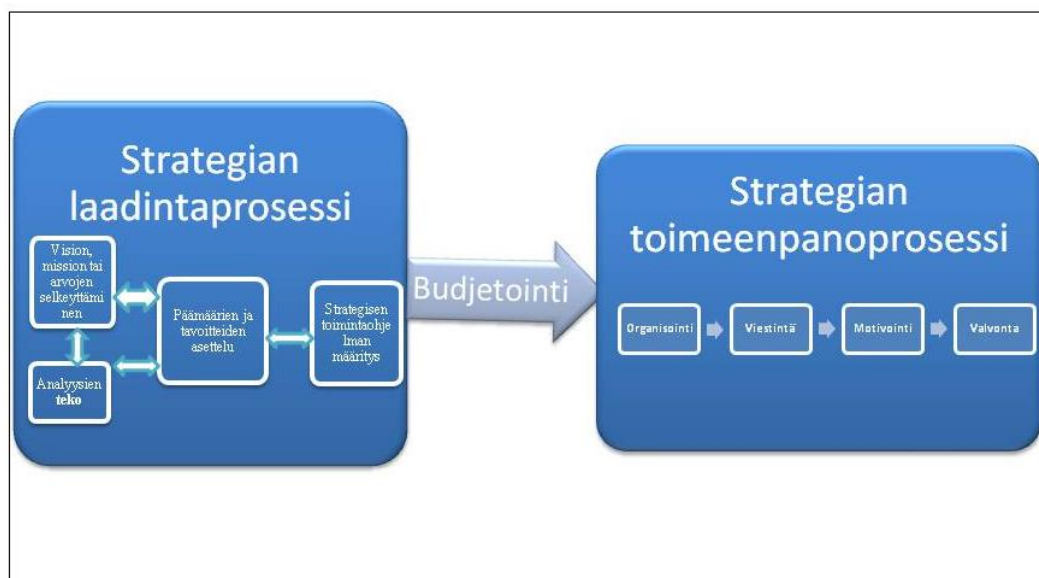 Strategian
laadintaprosessi
Vision,
mission tai
arvojen
selkeyttämi
nen
Analyysien
teko
Päämäärien ja
tavoitteiden
asettelu
Strategisen
toimintaohje
lman
määritys
Budjetointi
Strategian
toimeenpanoprosessi
Organisointi
Viestintä
Motivointi
Valvonta